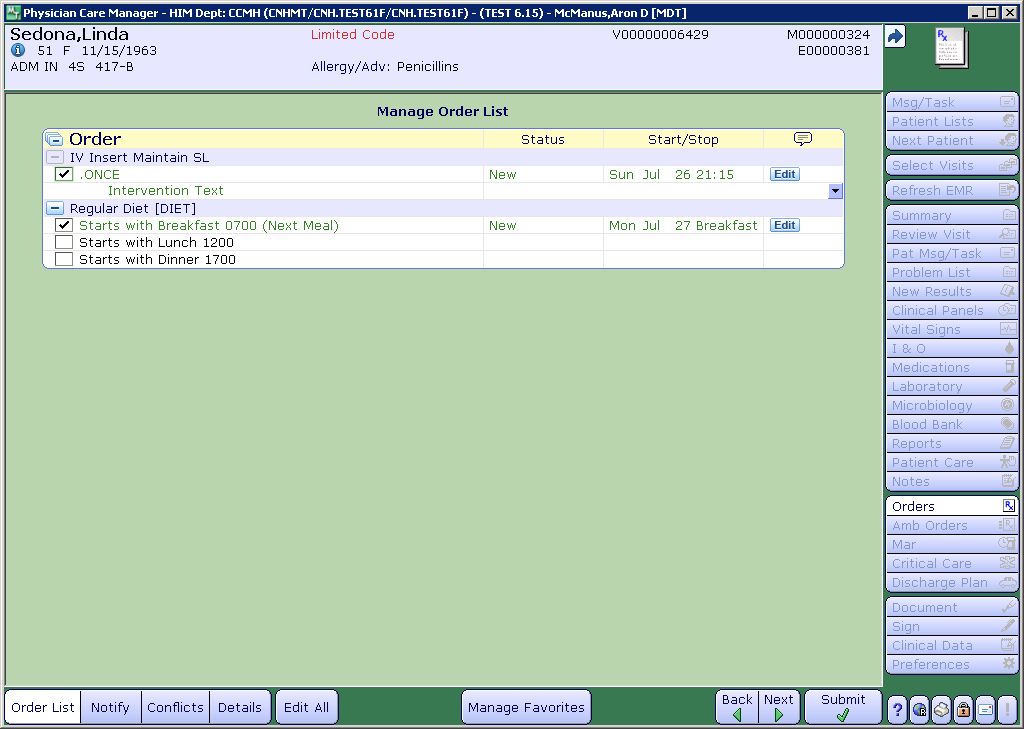 Physician Care Manager - HIM Dept: CCMH (CNHMT/CNH.TEST61F/CNH.TEST61F) - (TEST 6.15) - McManus,Aron D [MDT]
Sedona,Linda Limited Code V00000006429 M000000324
51 F 11/15/1963 E00000381
ADM IN 4S 417-B Allergy/Adv: Penicillins
Manage Order List
Order Status Start/Stop
IV Insert Maintain SL
.ONCE New Sun Jul 26 21:15 Edit
Intervention Text
Regular Diet [DIET]
Starts with Breakfast 0700 (Next Meal) New Mon Jul 27 Breakfast Edit
Starts with Lunch 1200
Starts with Dinner 1700
Rx
Msg/Task
Patient Lists
Next Patient
Select Visits
Refresh EMR
Summary
Review Visit
Pat Msg/Task
Problem List
New Results
Clinical Panels
Vital Signs
I & O
Medications
Laboratory
Microbiology
Blood Bank
Reports
Patient Care
Notes
Orders
Amb Orders
Mar
Critical Care
Discharge Plan
Document
Sign
Clinical Data
Preferences
Order List Notify Conflicts Details Edit All Manage Favorites Back Next Submit ? !